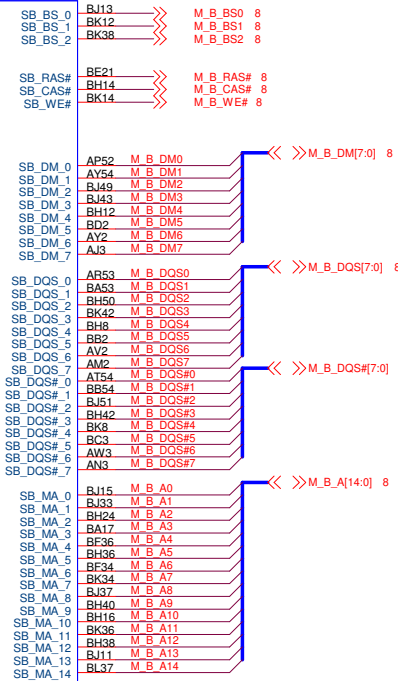 SB_BS_0 BJ13 M_B_BS0 8
SB_BS_1 BK12 M_B_BS1 8
SB_BS_2 BK38 M_B_BS2 8
SB_RAS# BE21 M_B_RAS# 8
SB_CAS# BH14 M_B_CAS# 8
SB_WE# BK14 M_B_WE# 8
M_B_DM[7:0] 8
SB_DM_0 AP52 M_B_DM0
SB_DM_1 AY54 M_B_DM1
SB_DM_2 BJ49 M_B_DM2
SB_DM_3 BJ43 M_B_DM3
SB_DM_4 BH12 M_B_DM4
SB_DM_5 BD2 M_B_DM5
SB_DM_6 AY2 M_B_DM6
SB_DM_7 AJ3 M_B_DM7
M_B_DQS[7:0] 8
SB_DQS_0 AR53 M_B_DQS0
SB_DQS_1 BA53 M_B_DQS1
SB_DQS_2 BH50 M_B_DQS2
SB_DQS_3 BK42 M_B_DQS3
SB_DQS_4 BH8 M_B_DQS4
SB_DQS_5 BB2 M_B_DQS5
SB_DQS_6 AV2 M_B_DQS6
SB_DQS_7 AM2 M_B_DQS7
M_B_DQS#[7:0]
SB_DQS#_0 AT54 M_B_DQS#0
SB_DQS#_1 BB54 M_B_DQS#1
SB_DQS#_2 BJ51 M_B_DQS#2
SB_DQS#_3 BH42 M_B_DQS#3
SB_DQS#_4 BK8 M_B_DQS#4
SB_DQS#_5 BC3 M_B_DQS#5
SB_DQS#_6 AW3 M_B_DQS#6
SB_DQS#_7 AN3 M_B_DQS#7
M_B_A[14:0] 8
SB_MA_0 BJ15 M_B_A0
SB_MA_1 BJ33 M_B_A1
SB_MA_2 BH24 M_B_A2
SB_MA_3 BA17 M_B_A3
SB_MA_4 BF36 M_B_A4
SB_MA_5 BH36 M_B_A5
SB_MA_6 BF34 M_B_A6
SB_MA_7 BK34 M_B_A7
SB_MA_8 BJ37 M_B_A8
SB_MA_9 BH40 M_B_A9
SB_MA_10 BH16 M_B_A10
SB_MA_11 BK36 M_B_A11
SB_MA_12 BH38 M_B_A12
SB_MA_13 BJ11 M_B_A13
SB_MA_14 BL37 M_B_A14